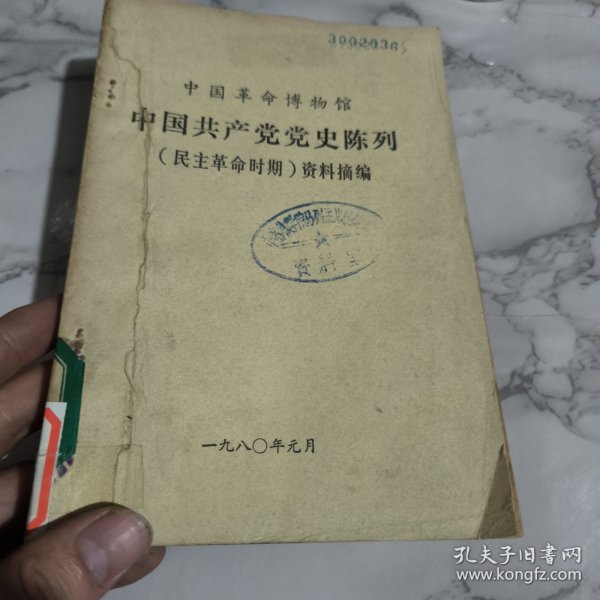 3902036
中国革命博物馆
中国共产党党史陈列
（民主革命时期）资料摘编
资料室
一九八〇年元月
孔夫子旧书网
www.kongfz.com